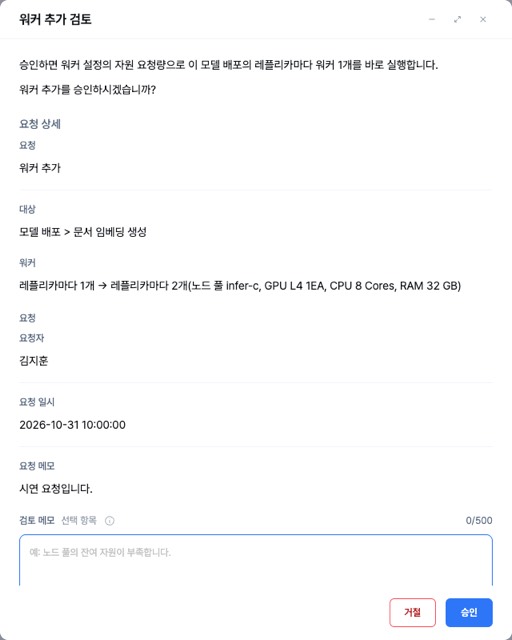 워커 추가 검토
승인하면 워커 설정의 자원 요청량으로 이 모델 배포의 레플리카마다 워커 1개를 바로 실행합니다.
워커 추가를 승인하시겠습니까?
요청 상세
요청
워커 추가
대상
모델 배포 > 문서 임베딩 생성
워커
레플리카마다 1개 → 레플리카마다 2개(노드 풀 infer-c, GPU L4 1EA, CPU 8 Cores, RAM 32 GB)
요청
요청자
김지훈
요청 일시
2026-10-31 10:00:00
요청 메모
시연 요청입니다.
검토 메모 선택 항목 0/500
예: 노드 풀의 잔여 자원이 부족합니다.
거절 승인